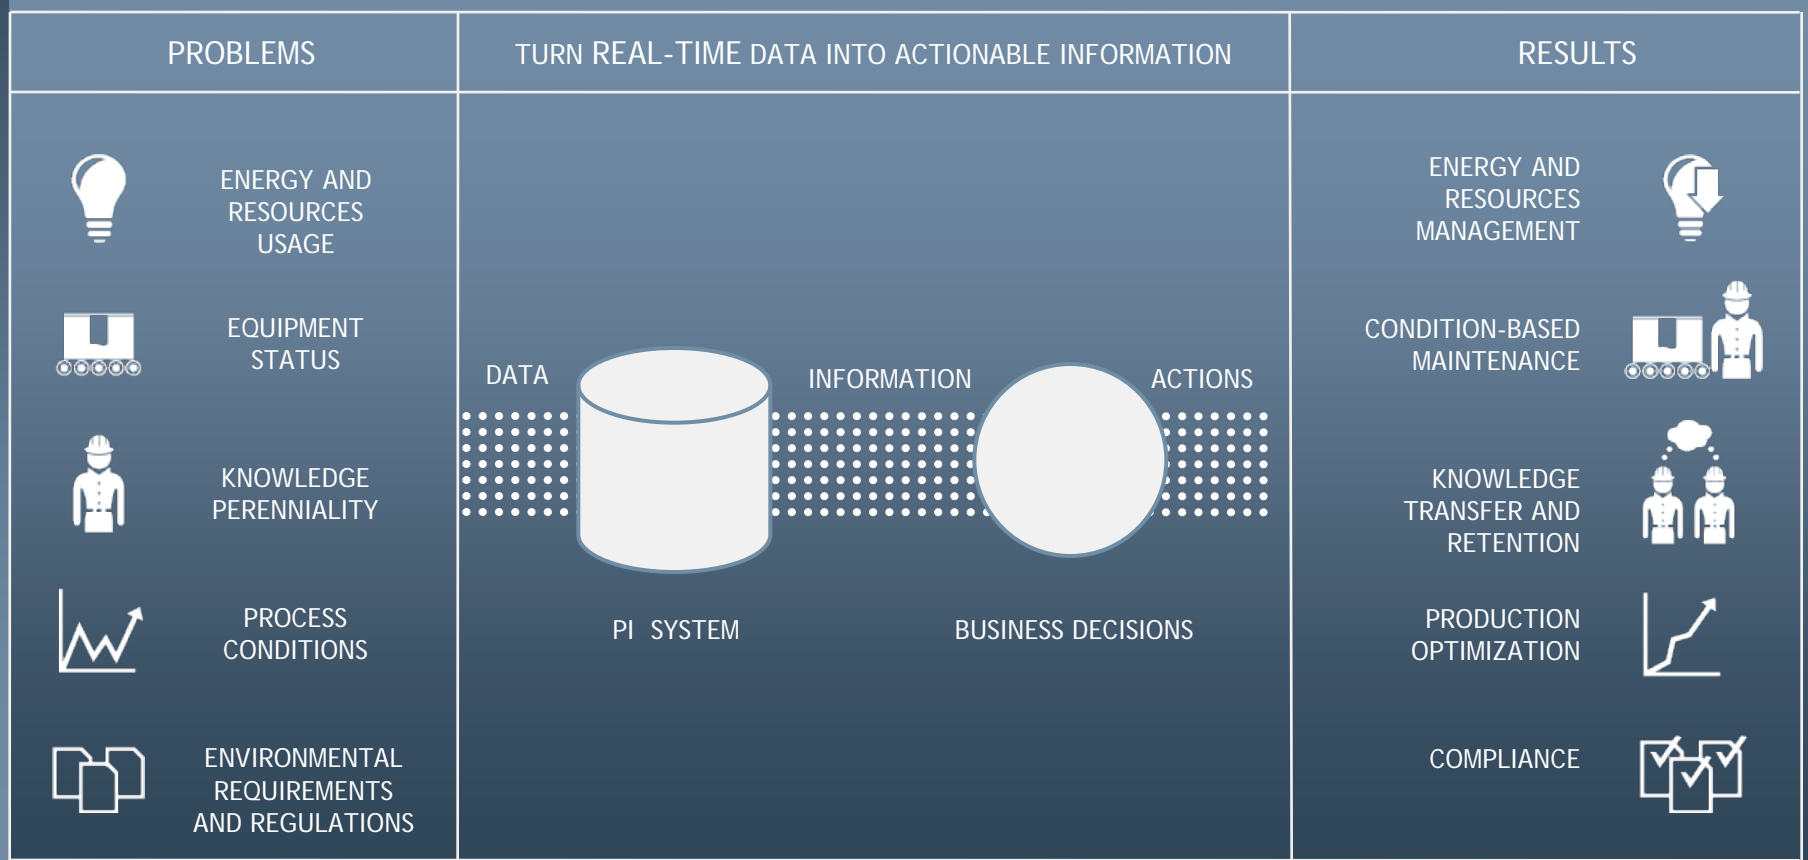 PROBLEMS
TURN REAL-TIME DATA INTO ACTIONABLE INFORMATION
RESULTS
ENERGY AND
RESOURCES
USAGE
EQUIPMENT
STATUS
KNOWLEDGE
PERENNIALITY
PROCESS
CONDITIONS
ENVIRONMENTAL
REQUIREMENTS
AND REGULATIONS
DATA
INFORMATION
ACTIONS
PI SYSTEM
BUSINESS DECISIONS
ENERGY AND
RESOURCES
MANAGEMENT
CONDITION-BASED
MAINTENANCE
KNOWLEDGE
TRANSFER AND
RETENTION
PRODUCTION
OPTIMIZATION
COMPLIANCE